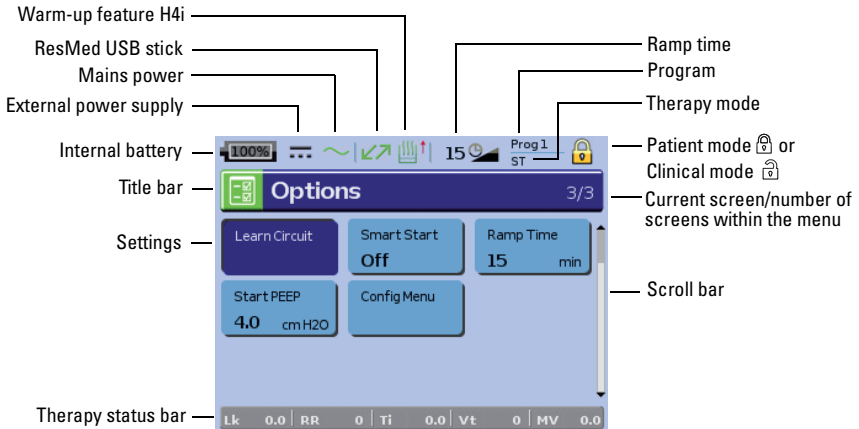 Warm-up feature H4i
ResMed USB stick
Mains power
External power supply
Internal battery
Title bar
Settings
Therapy status bar
Ramp time
Program
Therapy mode
Patient mode or
Clinical mode
Current screen/number of
screens within the menu
Scroll bar
100% 15 Prog 1
ST
Options 3/3
Learn Circuit
Smart Start
Off
Ramp Time
15 min
Start PEEP
4.0 cm H2O
Config Menu
Lk 0.0 RR 0 Ti 0.0 Vt 0 MV 0.0